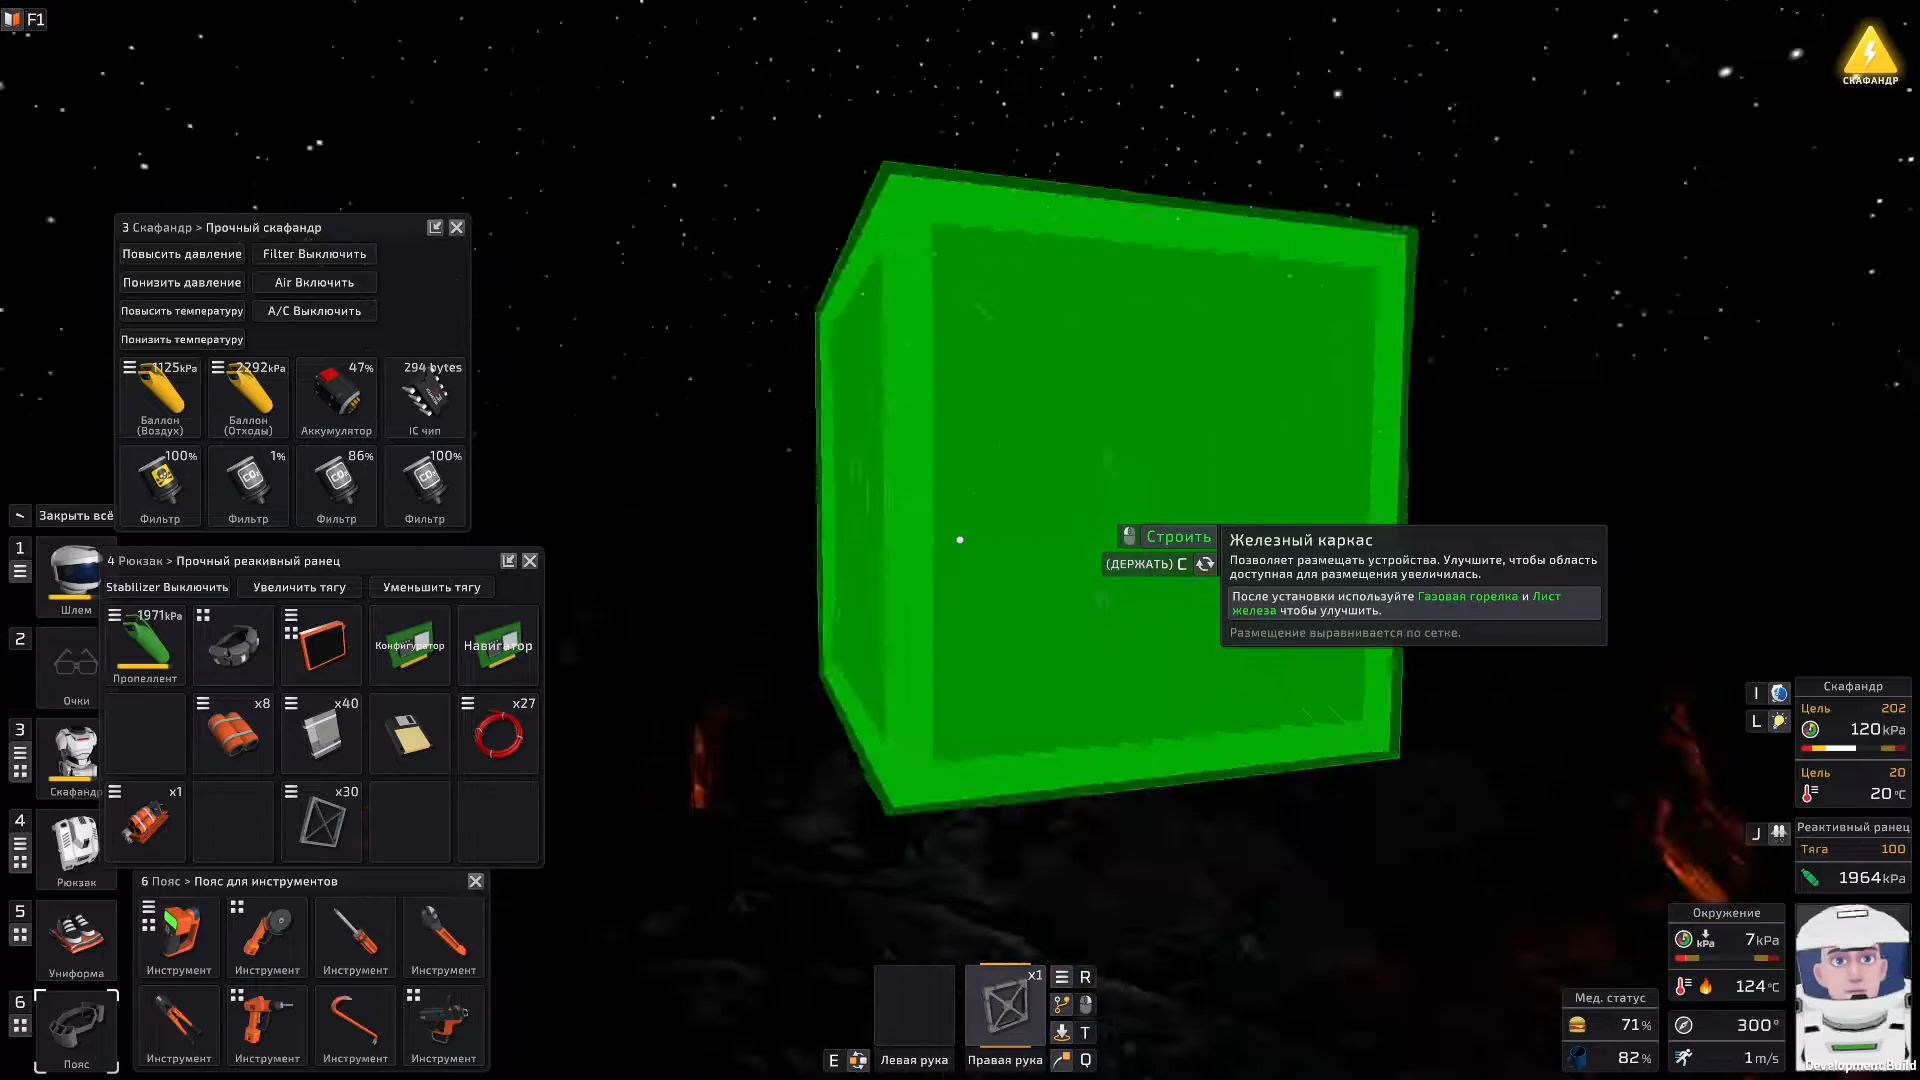 F1
СКАФАНДР
3 Скафандр > Прочный скафандр
Повысить давление
Filter Выключить
Понизить давление
Air Включить
Повысить температуру
A/C Выключить
Понизить температуру
1125kPa
2292kPa
47%
294 bytes
Баллон
(Воздух)
Баллон
(Отходы)
Аккумулятор
IC чип
100%
1%
86%
100%
CO₂
CO₂
CO₂
Фильтр
Фильтр
Фильтр
Фильтр
Закрыть всё
1
Шлем
2
Очки
3
Скафандр
4
Рюкзак
5
Униформа
6
Пояс
4 Рюкзак > Прочный реактивный ранец
Stabilizer Выключить
Увеличить тягу
Уменьшить тягу
1971kPa
Пропеллент
Конфигуратор
Навигатор
x8
x40
x27
x1
x30
6 Пояс > Пояс для инструментов
Инструмент
Инструмент
Инструмент
Инструмент
Инструмент
Инструмент
Инструмент
Инструмент
Строить
(ДЕРЖАТЬ) C
Железный каркас
Позволяет размещать устройства. Улучшите, чтобы область
доступная для размещения увеличилась.
После установки используйте Газовая горелка и Лист
железа чтобы улучшить.
Размещение выравнивается по сетке.
x1
R
T
E
Левая рука
Правая рука
Q
I
L
Скафандр
Цель 202
120kPa
Цель 20
20°C
J
Реактивный ранец
Тяга 100
1964kPa
Окружение
kPa
7kPa
124°C
300°
1m/s
Мед. статус
71%
82%
Development Build